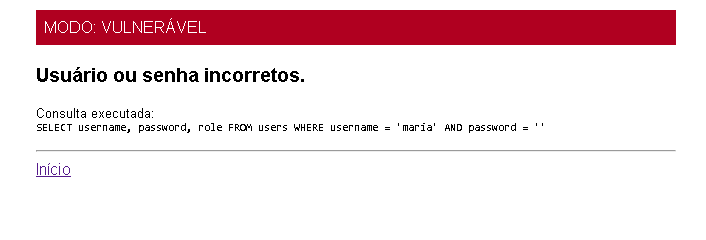 MODO: VULNERÁVEL
Usuário ou senha incorretos.
Consulta executada:
SELECT username, password, role FROM users WHERE username = 'maria' AND password = ''
Início